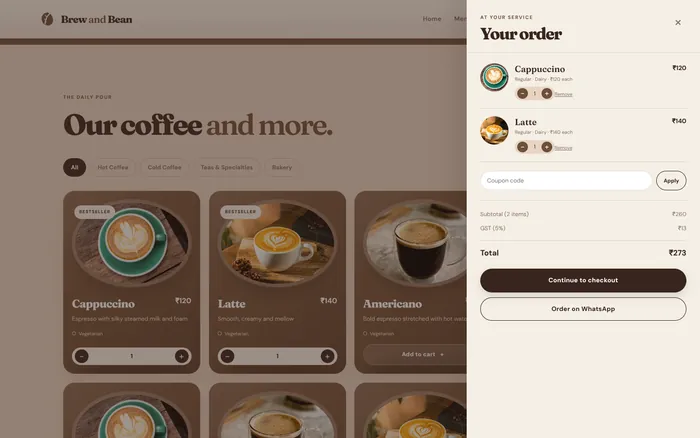 Brew and Bean
Home
THE DAILY POUR
Our coffee and more.
All
Hot Coffee
Cold Coffee
Teas & Specialties
Bakery
BESTSELLER
Cappuccino ₹120
Espresso with silky steamed milk and foam
Vegetarian
− 1 +
BESTSELLER
Latte ₹140
Smooth, creamy and mellow
Vegetarian
− 1 +
Americano
Bold espresso stretched with hot
Vegetarian
Add to cart +
AT YOUR SERVICE
Your order
×
Cappuccino ₹120
Regular · Dairy · ₹120 each
− 1 + Remove
Latte ₹140
Regular · Dairy · ₹140 each
− 1 + Remove
Coupon code
Apply
Subtotal (2 items) ₹260
GST (5%) ₹13
Total ₹273
Continue to checkout
Order on WhatsApp